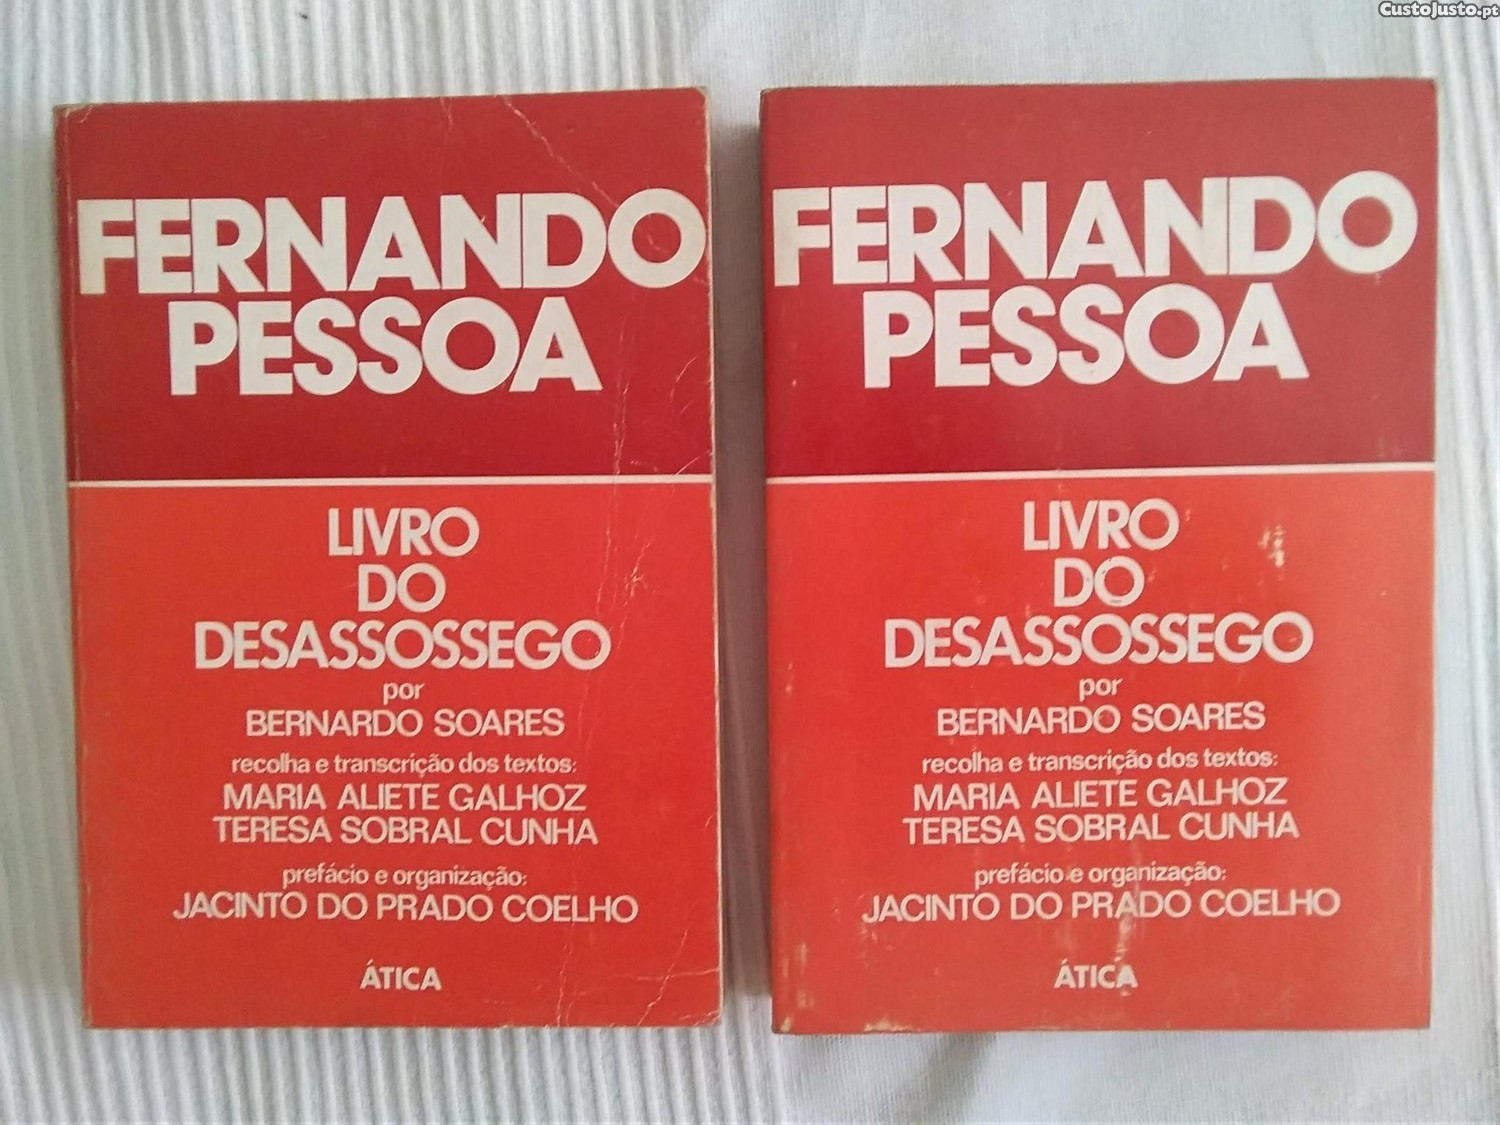 CustoJusto.pt
FERNANDO
PESSOA
LIVRO
DO
DESASSOSSEGO
por
BERNARDO SOARES
recolha e transcrição dos textos:
MARIA ALIETE GALHOZ
TERESA SOBRAL CUNHA
prefácio e organização:
JACINTO DO PRADO COELHO
ÁTICA
FERNANDO
PESSOA
LIVRO
DO
DESASSOSSEGO
por
BERNARDO SOARES
recolha e transcrição dos textos:
MARIA ALIETE GALHOZ
TERESA SOBRAL CUNHA
prefácio e organização:
JACINTO DO PRADO COELHO
ÁTICA